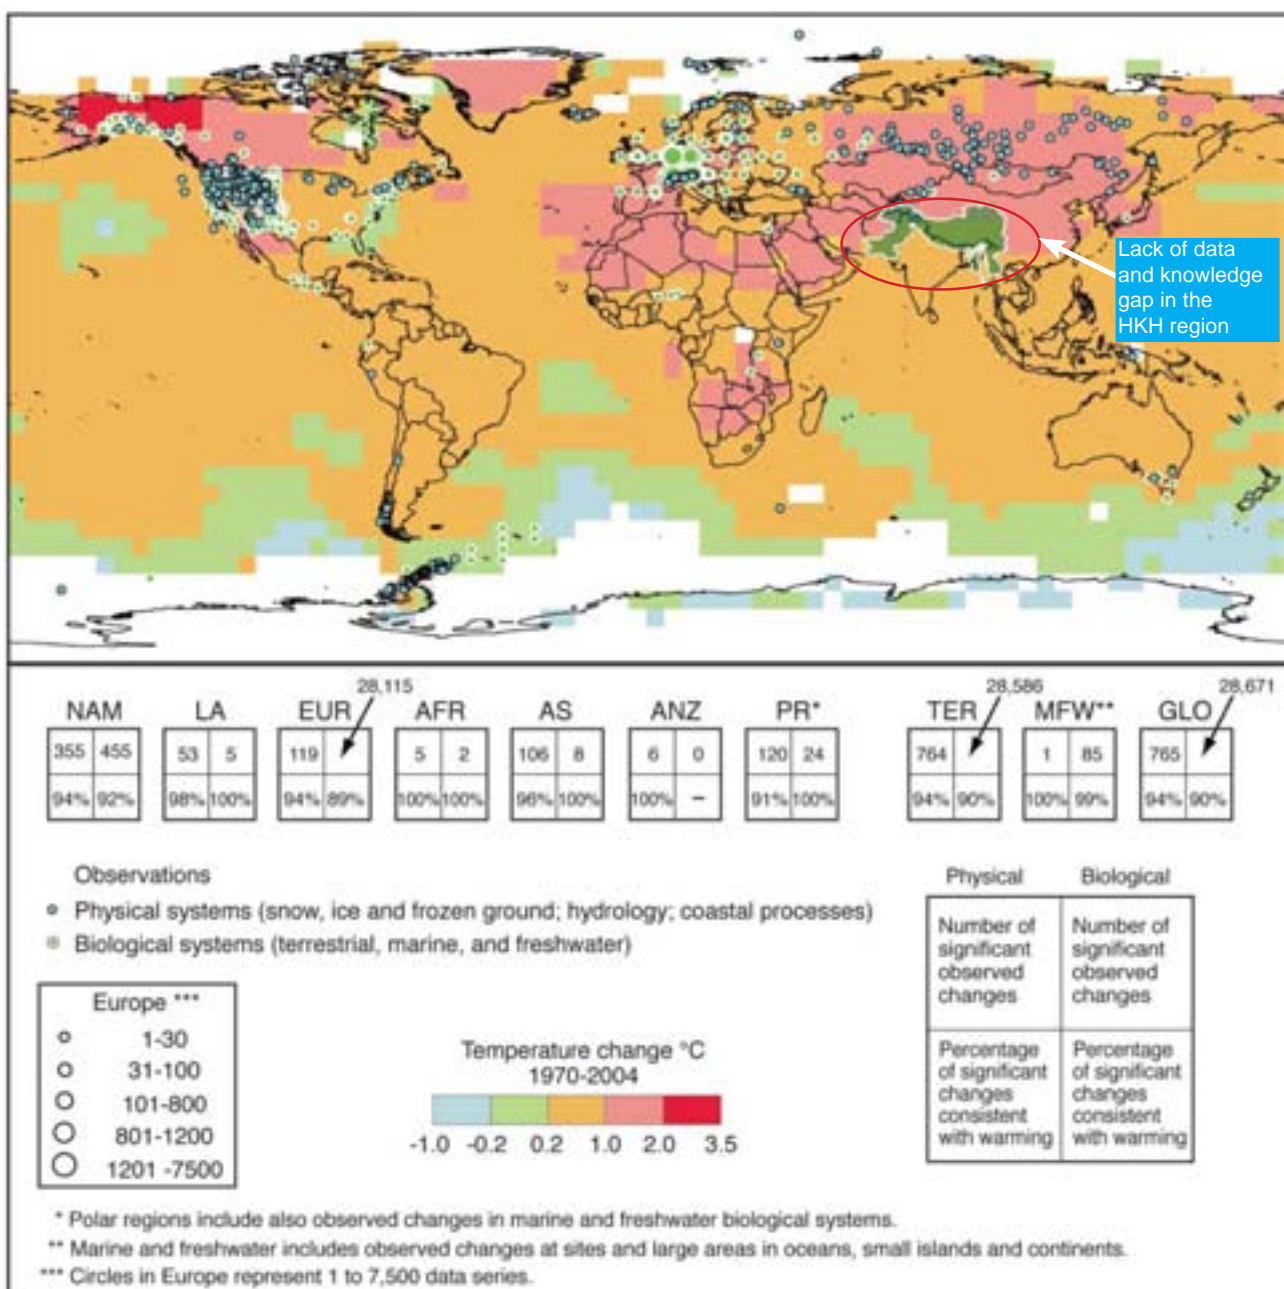 Lack of data
and knowledge
gap in the
HKH region
28,115
28,586
28,671
NAM LA EUR AFR AS ANZ PR* TER MFW** GLO
355 455 53 5 119 5 2 106 8 6 0 120 24 764 1 85 765
94% 92% 98% 100% 94% 89% 100% 100% 96% 100% 100% – 91% 100% 94% 90% 100% 99% 94% 90%
Observations
Physical systems (snow, ice and frozen ground; hydrology; coastal processes)
Biological systems (terrestrial, marine, and freshwater)
Europe ***
1-30
31-100
101-800
801-1200
1201 -7500
Temperature change °C
1970-2004
-1.0 -0.2 0.2 1.0 2.0 3.5
Physical Biological
Number of
significant
observed
changes
Number of
significant
observed
changes
Percentage
of significant
changes
consistent
with warming
Percentage
of significant
changes
consistent
with warming
* Polar regions include also observed changes in marine and freshwater biological systems.
** Marine and freshwater includes observed changes at sites and large areas in oceans, small islands and continents.
*** Circles in Europe represent 1 to 7,500 data series.